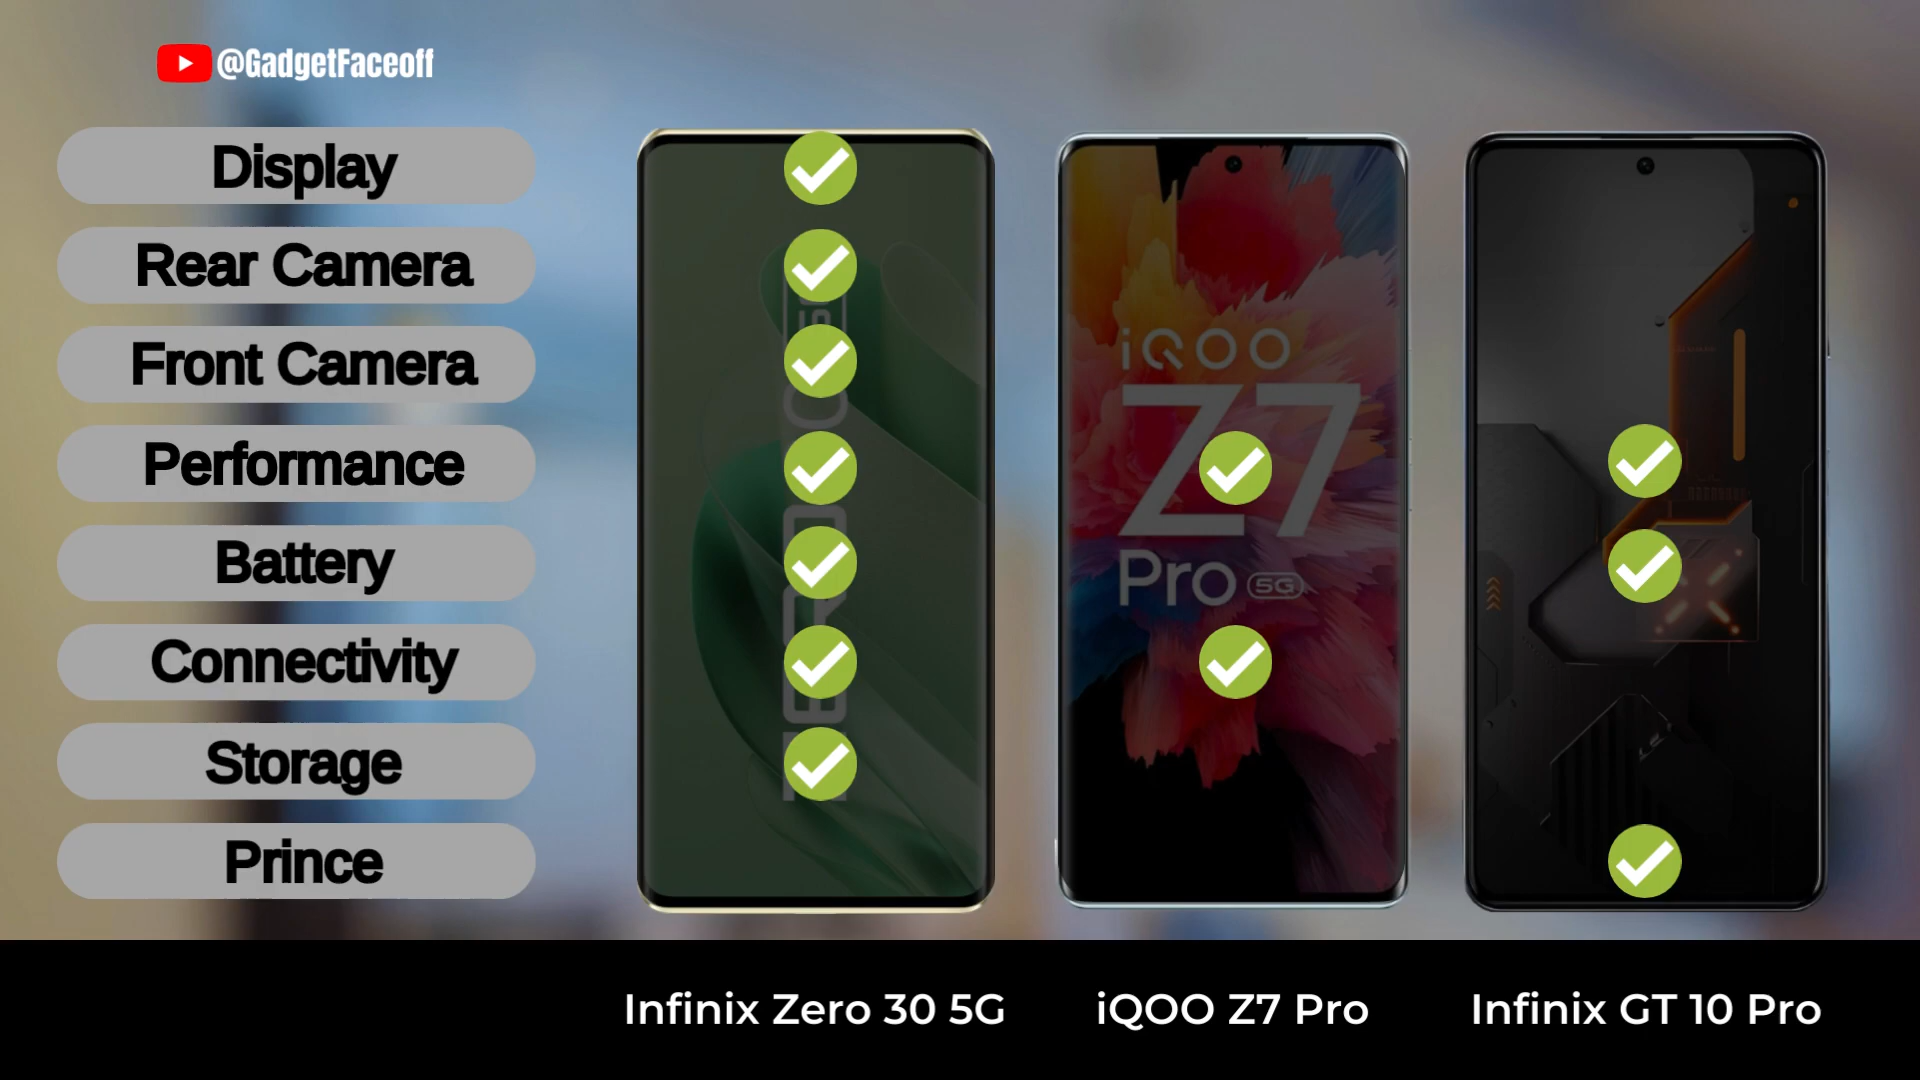 @GadgetFaceoff
Display
Rear Camera
Front Camera
Performance
Battery
Connectivity
Storage
Prince
iQOO
Z7
Pro 5G
Infinix Zero 30 5G
iQOO Z7 Pro
Infinix GT 10 Pro